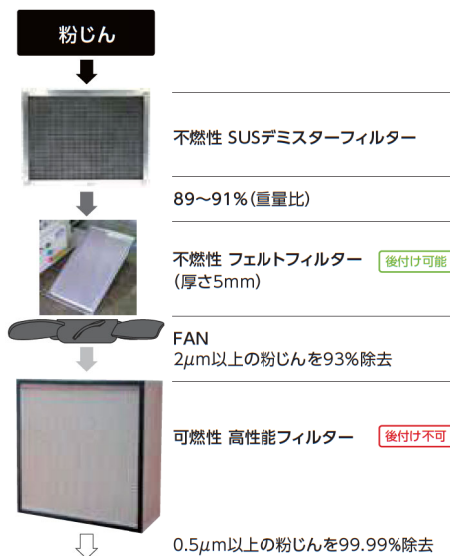 粉じん
不燃性 SUSデミスターフィルター
89～91%(重量比)
不燃性 フェルトフィルター 後付け可能
(厚さ5mm)
FAN
2μm以上の粉じんを93%除去
可燃性 高性能フィルター 後付け不可
0.5μm以上の粉じんを99.99%除去